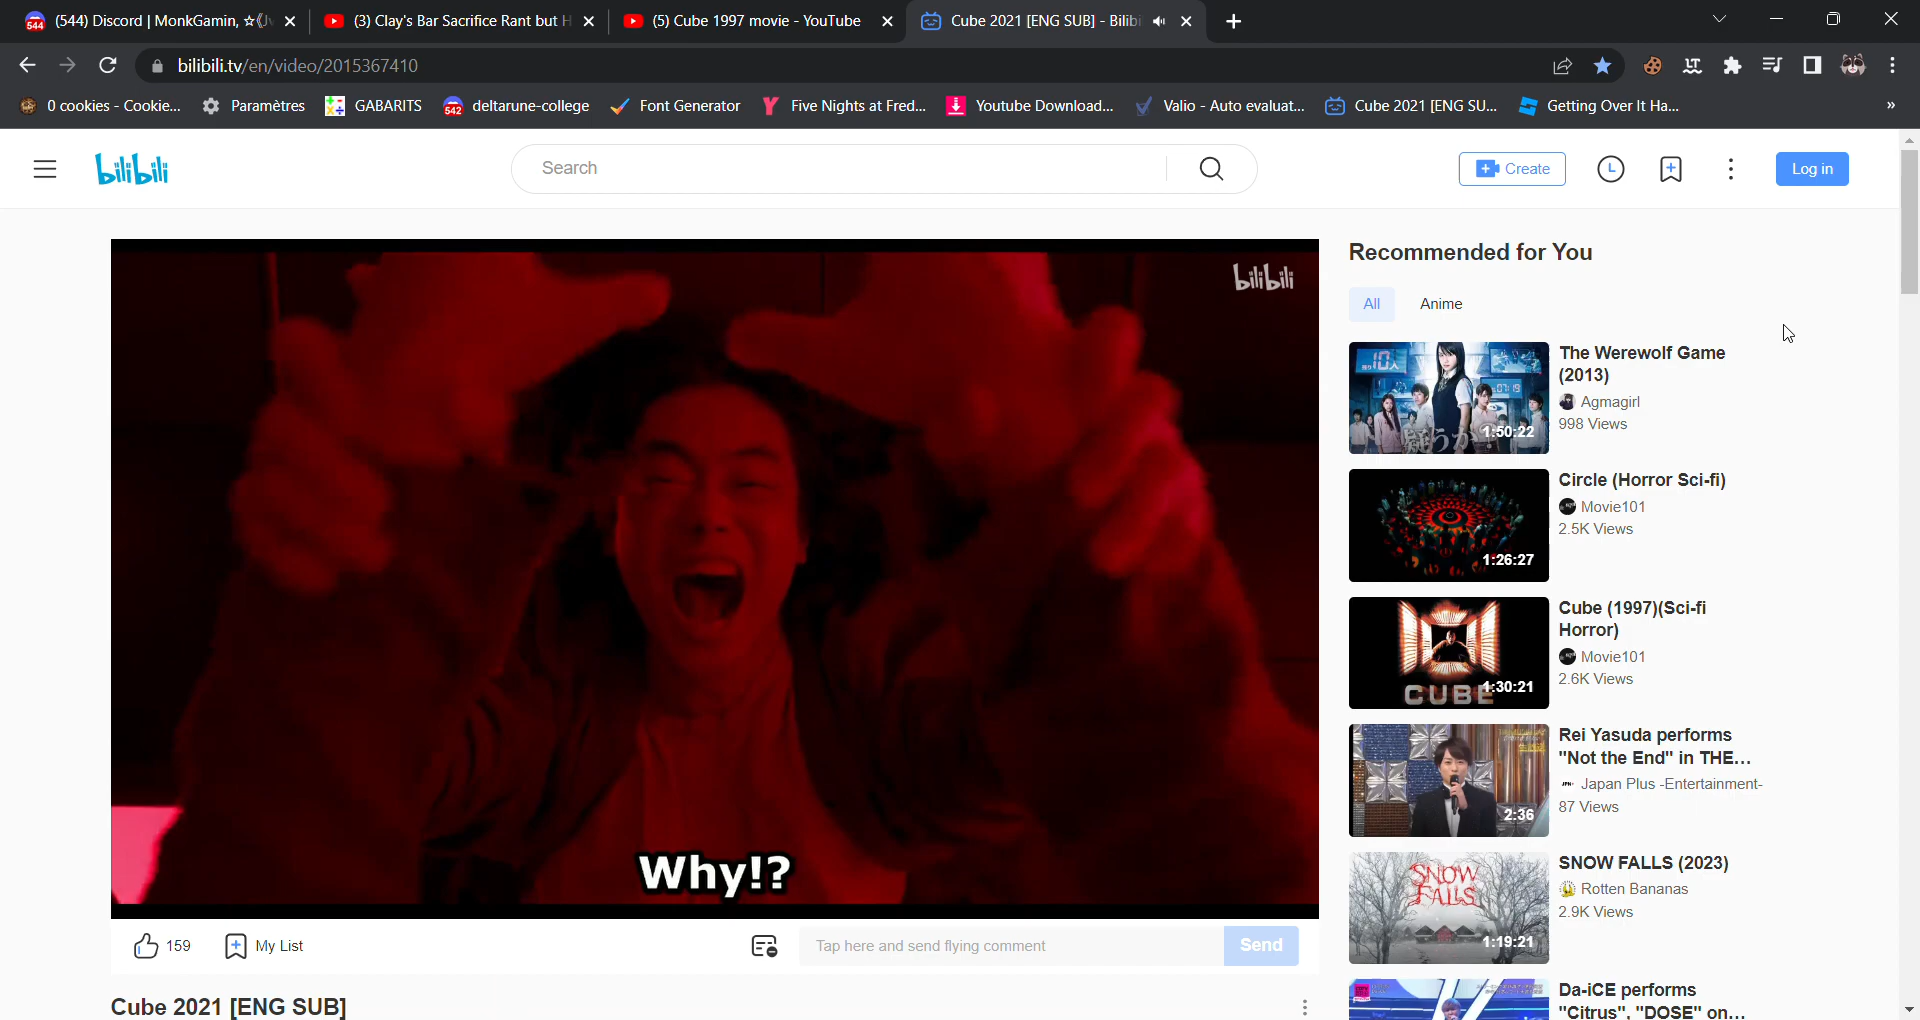 (544) Discord | MonkGamin, ☆
(3) Clay's Bar Sacrifice Rant but H
(5) Cube 1997 movie - YouTube
Cube 2021 [ENG SUB] - Bilibi
bilibili.tv/en/video/2015367410
0 cookies - Cookie...
Paramètres
GABARITS
deltarune-college
Font Generator
Five Nights at Fred...
Youtube Download...
Valio - Auto evaluat...
Cube 2021 [ENG SU...
Getting Over It Ha...
»
bilibili
Search
Create
Log in
bilibili
Why!?
159
My List
Tap here and send flying comment
Send
Cube 2021 [ENG SUB]
Recommended for You
All
Anime
1:50:22
The Werewolf Game
(2013)
Agmagirl
998 Views
1:26:27
Circle (Horror Sci-fi)
Movie101
2.5K Views
CUBE
1:30:21
Cube (1997)(Sci-fi
Horror)
Movie101
2.6K Views
2:36
Rei Yasuda performs
"Not the End" in THE...
Japan Plus -Entertainment-
87 Views
SNOW
FALLS
1:19:21
SNOW FALLS (2023)
Rotten Bananas
2.9K Views
Da-iCE performs
"Citrus", "DOSE" on...